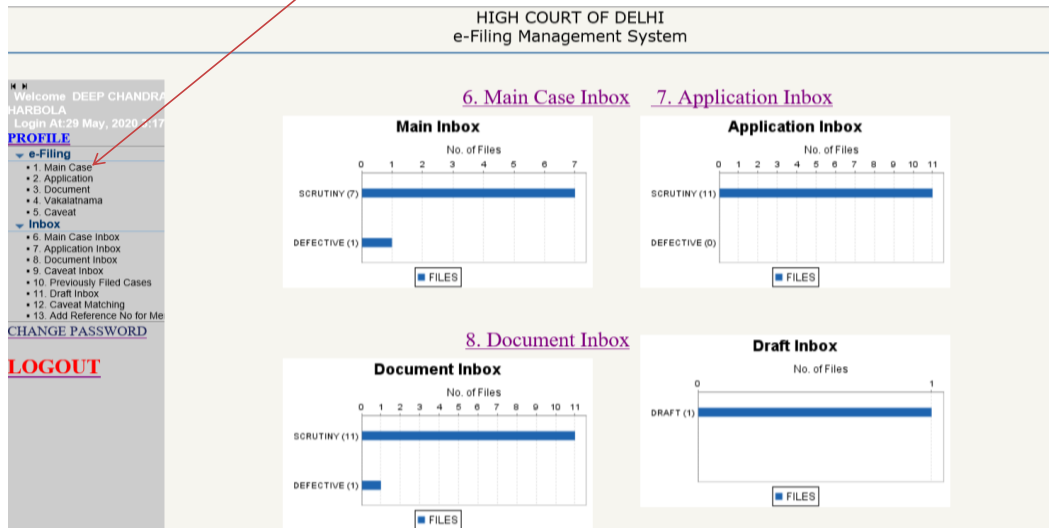 HIGH COURT OF DELHI
e-Filing Management System
Welcome DEEP CHANDRA
HARBOLA
Login At:29 May, 2020
PROFILE
e-Filing
• 1. Main Case
• 2. Application
• 3. Document
• 4. Vakalatnama
• 5. Caveat
Inbox
• 6. Main Case Inbox
• 7. Application Inbox
• 8. Document Inbox
• 9. Caveat Inbox
• 10. Previously Filed Cases
• 11. Draft Inbox
• 12. Caveat Matching
• 13. Add Reference No for Me
CHANGE PASSWORD
LOGOUT
6. Main Case Inbox
Main Inbox
No. of Files
0 1 2 3 4 5 6 7
SCRUTINY (7)
DEFECTIVE (1)
FILES
7. Application Inbox
Application Inbox
No. of Files
0 1 2 3 4 5 6 7 8 9 10 11
SCRUTINY (11)
DEFECTIVE (0)
FILES
8. Document Inbox
Document Inbox
No. of Files
0 1 2 3 4 5 6 7 8 9 10 11
SCRUTINY (11)
DEFECTIVE (1)
FILES
Draft Inbox
No. of Files
0 1
DRAFT (1)
FILES